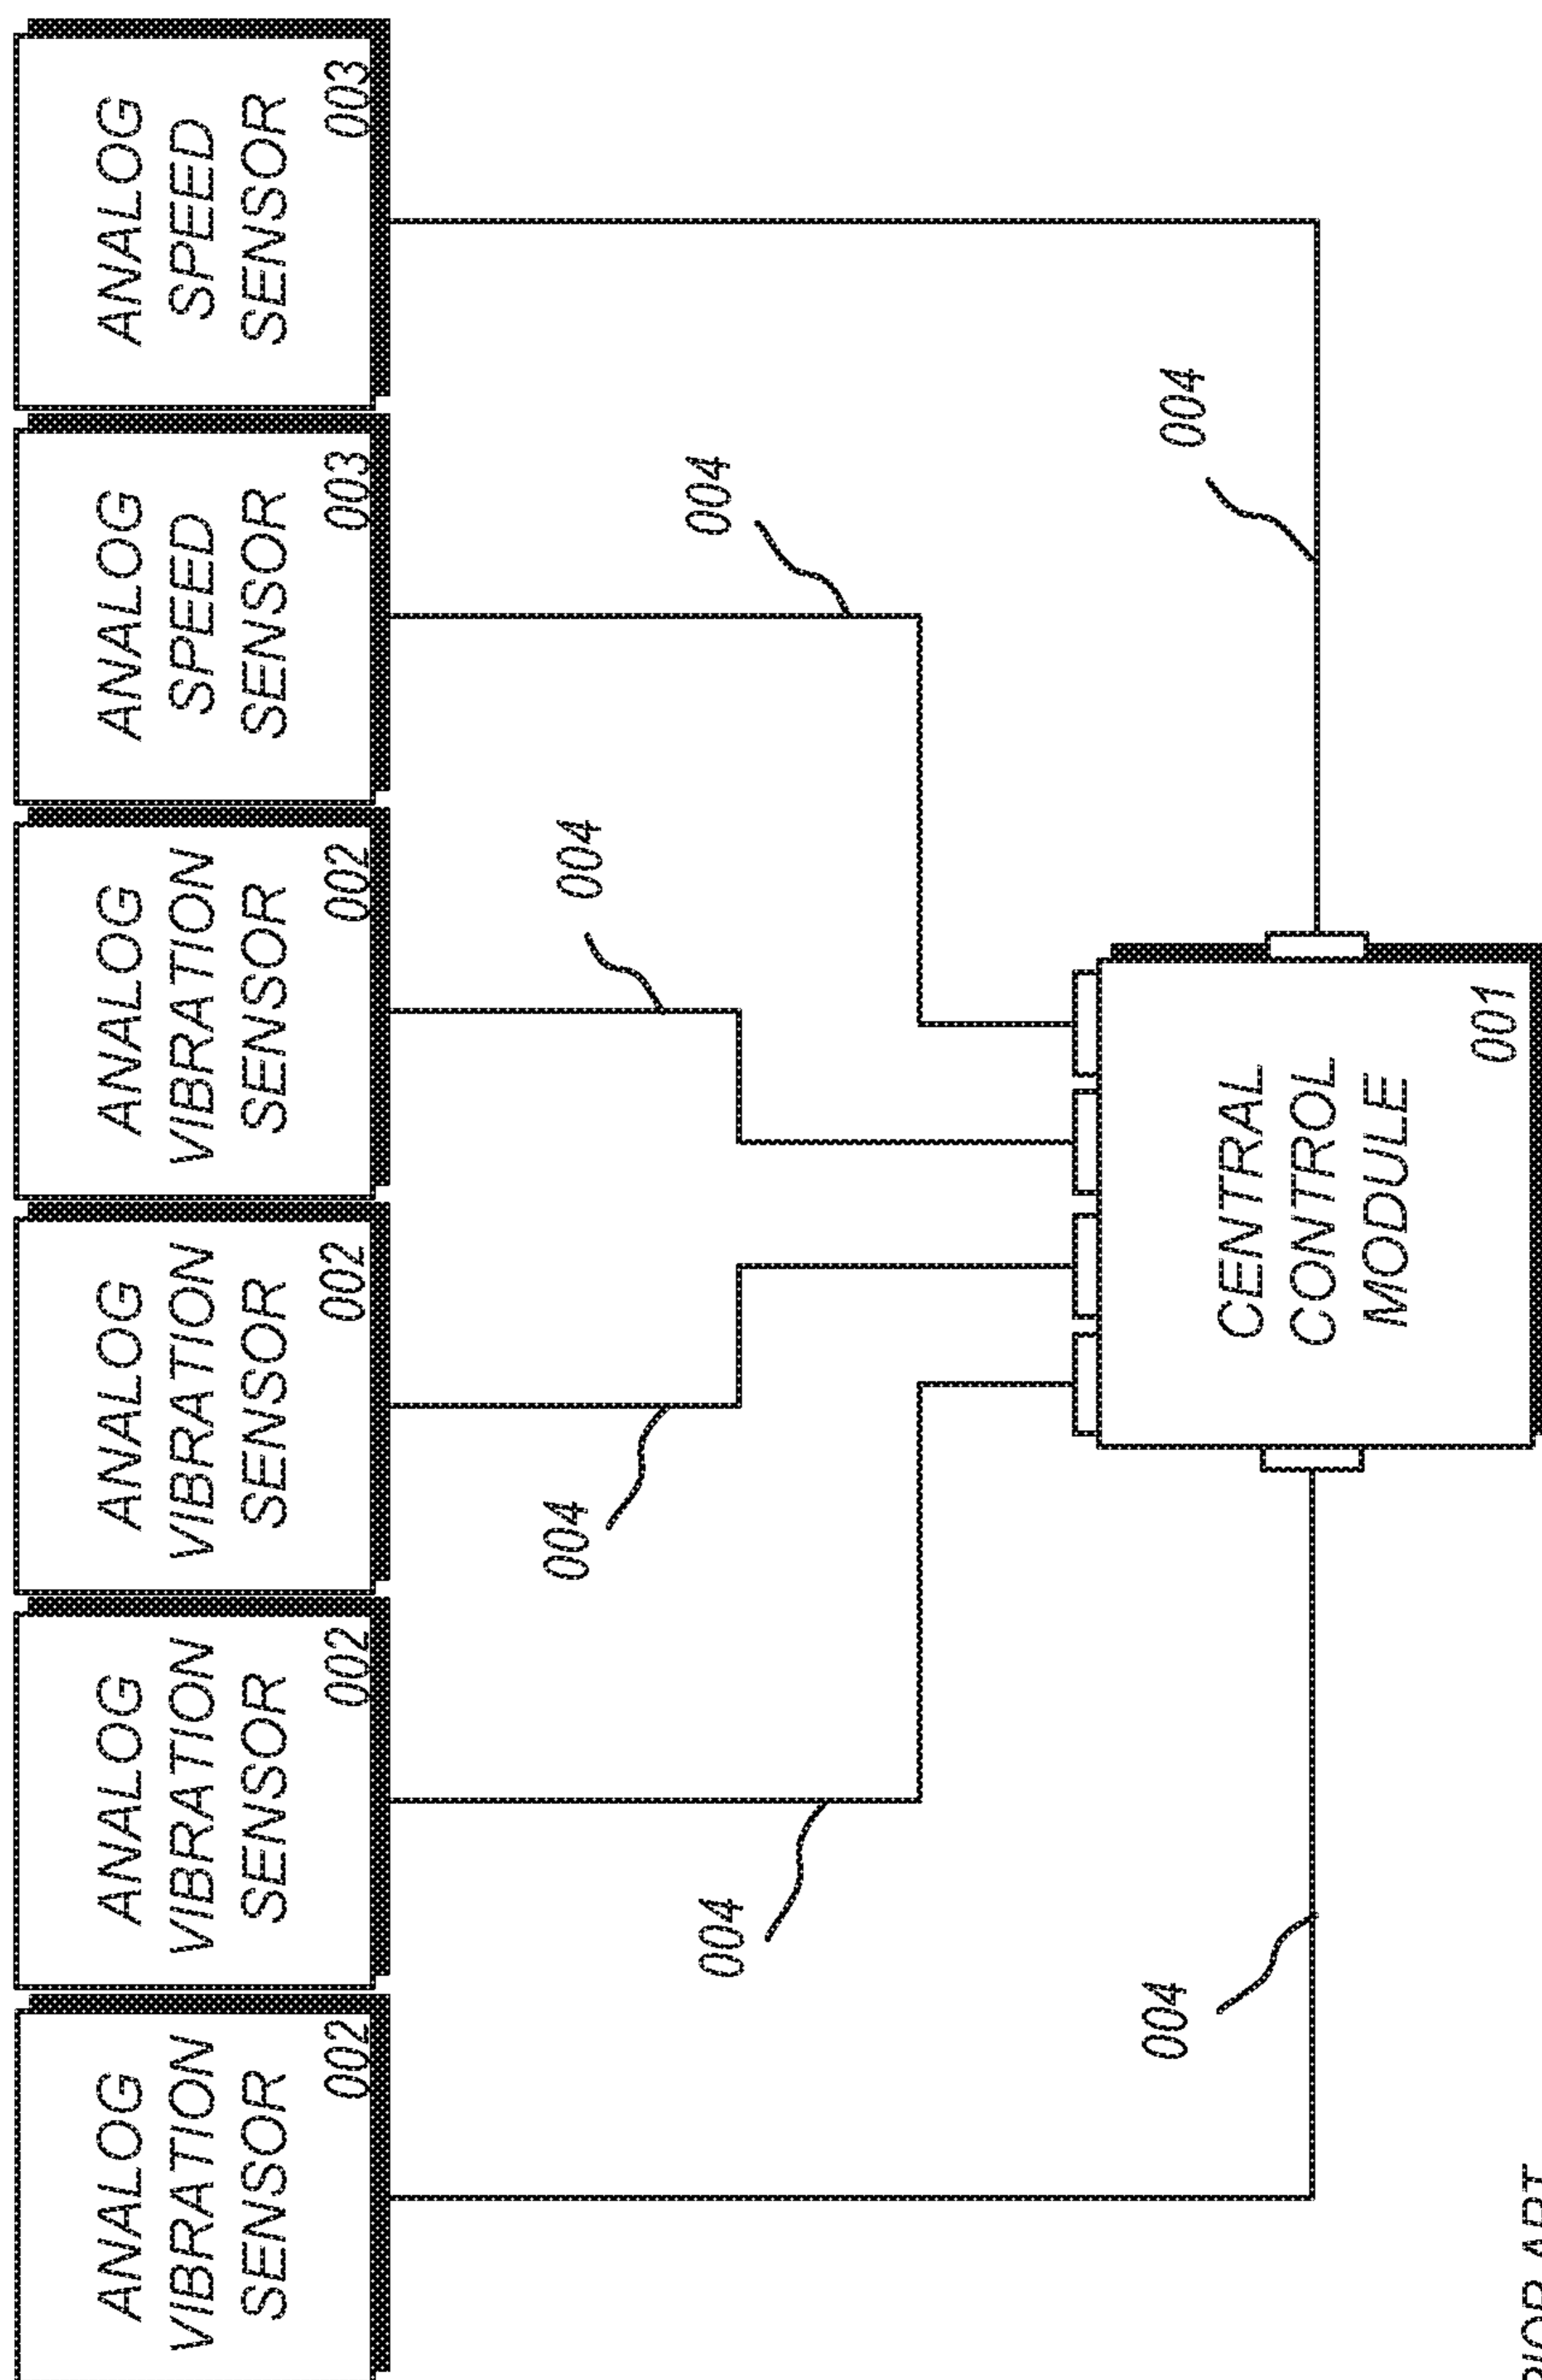 ANALOG
VIBRATION
SENSOR
002
ANALOG
VIBRATION
SENSOR
002
ANALOG
VIBRATION
SENSOR
002
ANALOG
VIBRATION
SENSOR
002
ANALOG
SPEED
SENSOR
003
ANALOG
SPEED
SENSOR
003
004
004
004
004
004
004
CENTRAL
CONTROL
MODULE
001
ART